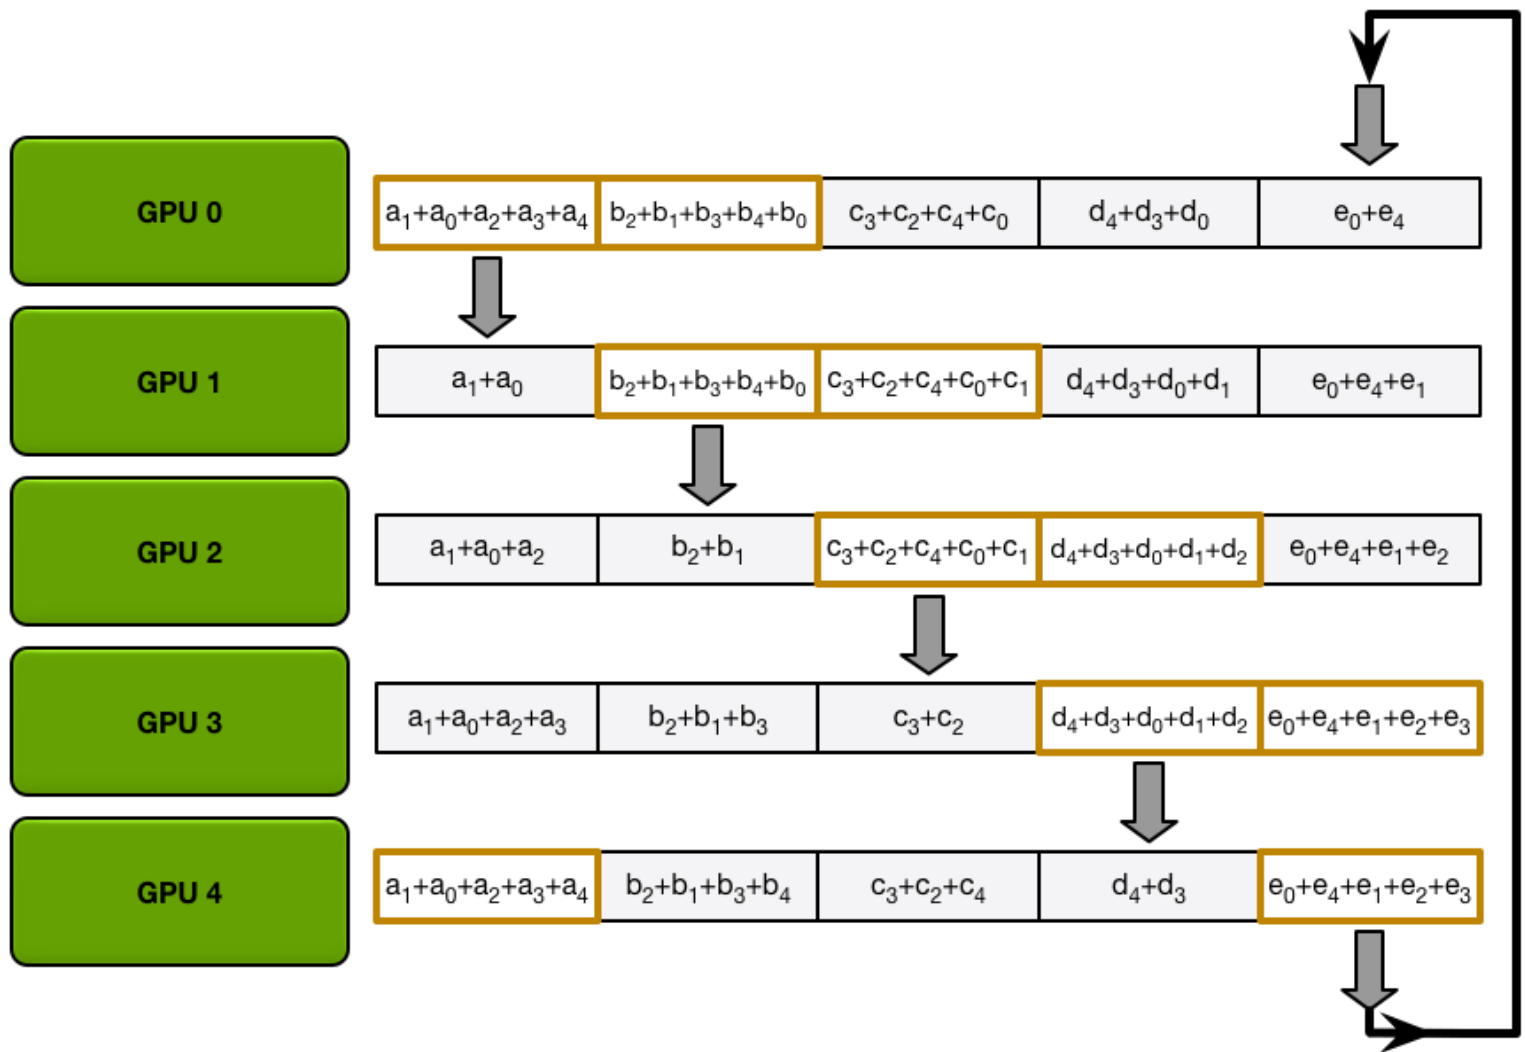 GPU 0 a₁+a₀+a₂+a₃+a₄ b₂+b₁+b₃+b₄+b₀ c₃+c₂+c₄+c₀ d₄+d₃+d₀ e₀+e₄
GPU 1 a₁+a₀ b₂+b₁+b₃+b₄+b₀ c₃+c₂+c₄+c₀+c₁ d₄+d₃+d₀+d₁ e₀+e₄+e₁
GPU 2 a₁+a₀+a₂ b₂+b₁ c₃+c₂+c₄+c₀+c₁ d₄+d₃+d₀+d₁+d₂ e₀+e₄+e₁+e₂
GPU 3 a₁+a₀+a₂+a₃ b₂+b₁+b₃ c₃+c₂ d₄+d₃+d₀+d₁+d₂ e₀+e₄+e₁+e₂+e₃
GPU 4 a₁+a₀+a₂+a₃+a₄ b₂+b₁+b₃+b₄ c₃+c₂+c₄ d₄+d₃ e₀+e₄+e₁+e₂+e₃